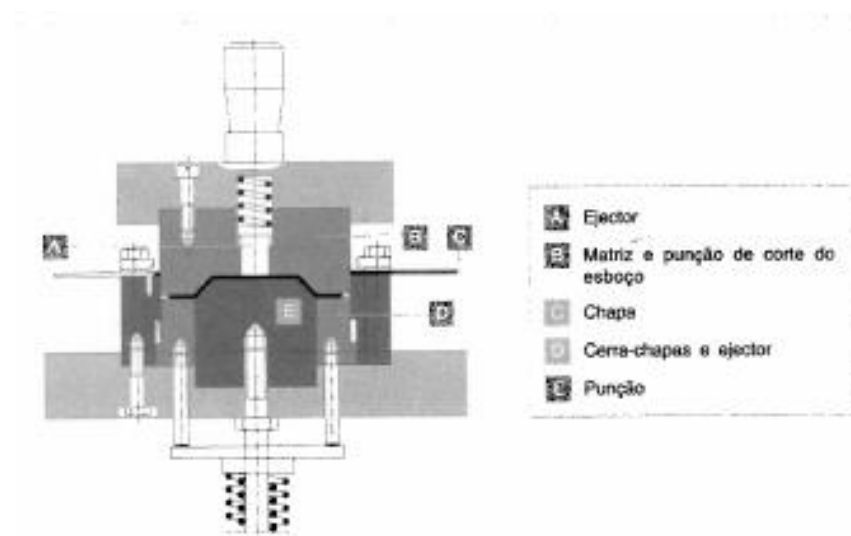 A
B
C
E
D
A Ejector
B Matriz e punção de corte do
esboço
C Chapa
D Cerra-chapas e ejector
E Punção